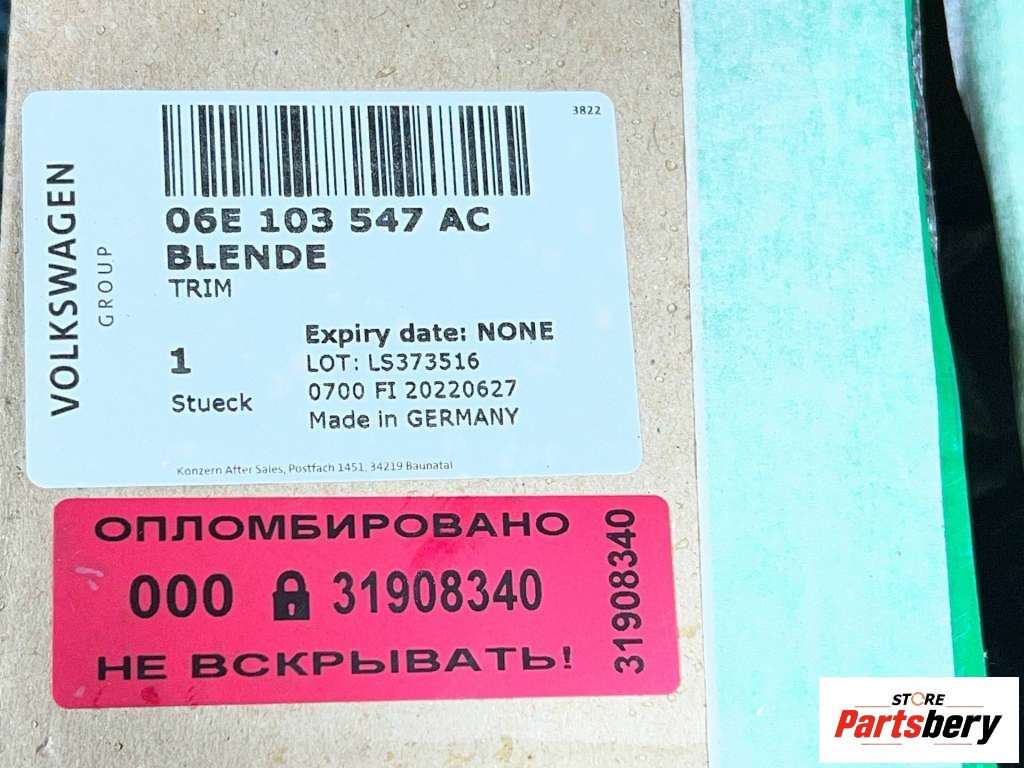 3822
VOLKSWAGEN
GROUP
06E 103 547 AC
BLENDE
TRIM
1
Stueck
Expiry date: NONE
LOT: LS373516
0700 FI 20220627
Made in GERMANY
Konzern After Sales, Postfach 1451, 34219 Baunatal
ОПЛОМБИРОВАНО
000 31908340
НЕ ВСКРЫВАТЬ!
31908340
STORE
Partsbery